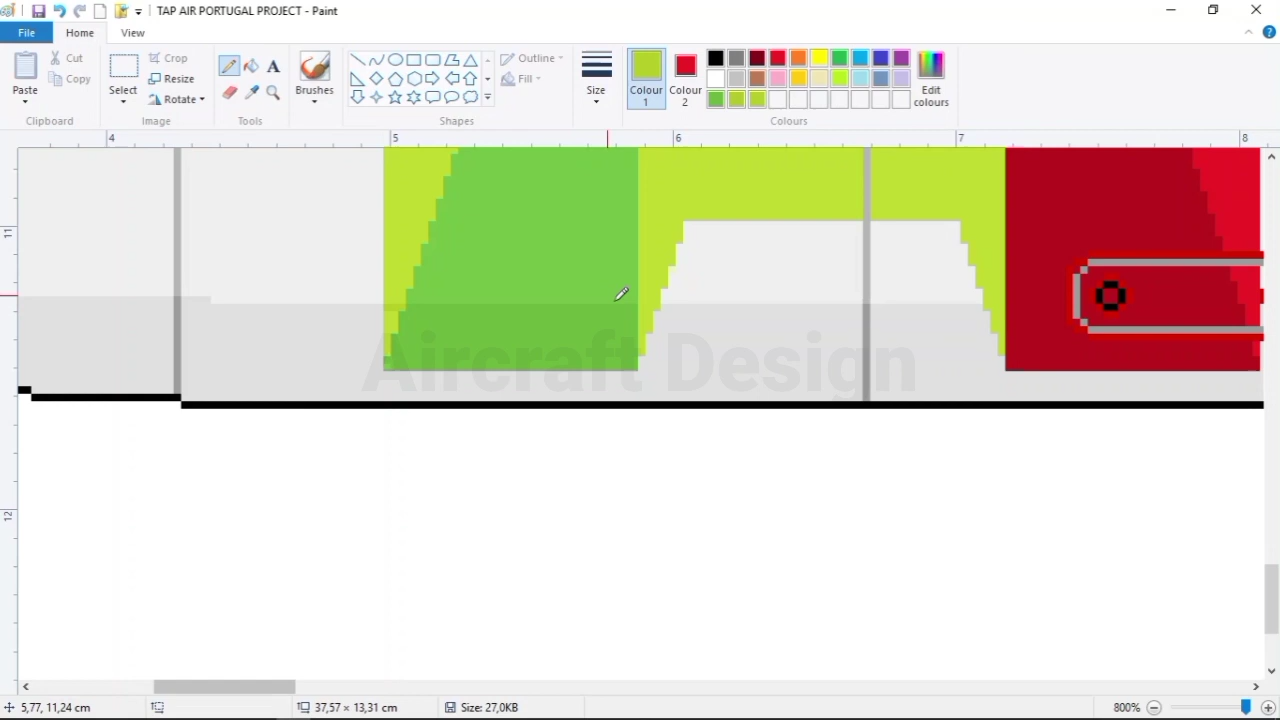 TAP AIR PORTUGAL PROJECT - Paint
File Home View
Paste Cut Copy
Clipboard
Select Crop Resize Rotate
Image
A
Tools
Brushes
Outline Fill
Shapes
Size
Colour 1 Colour 2
Edit colours
Colours
4 5 6 7 8
11
12
Aircraft Design
5,77, 11,24 cm 37,57 × 13,31 cm Size: 27,0KB 800%